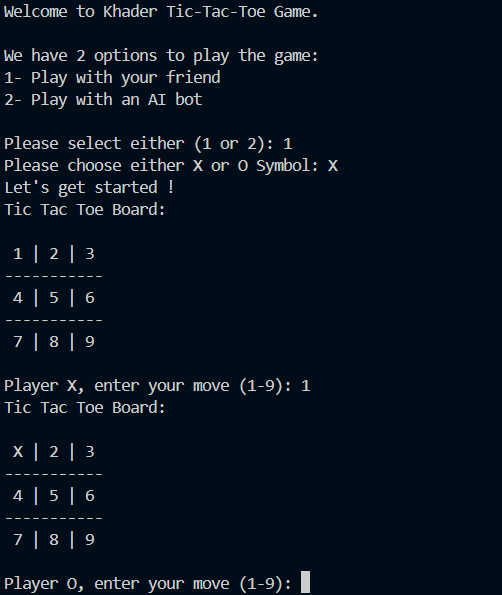 Welcome to Khader Tic-Tac-Toe Game.
We have 2 options to play the game:
1- Play with your friend
2- Play with an AI bot
Please select either (1 or 2): 1
Please choose either X or O Symbol: X
Let's get started !
Tic Tac Toe Board:
1 | 2 | 3
-----------
4 | 5 | 6
-----------
7 | 8 | 9
Player X, enter your move (1-9): 1
Tic Tac Toe Board:
X | 2 | 3
-----------
4 | 5 | 6
-----------
7 | 8 | 9
Player O, enter your move (1-9):